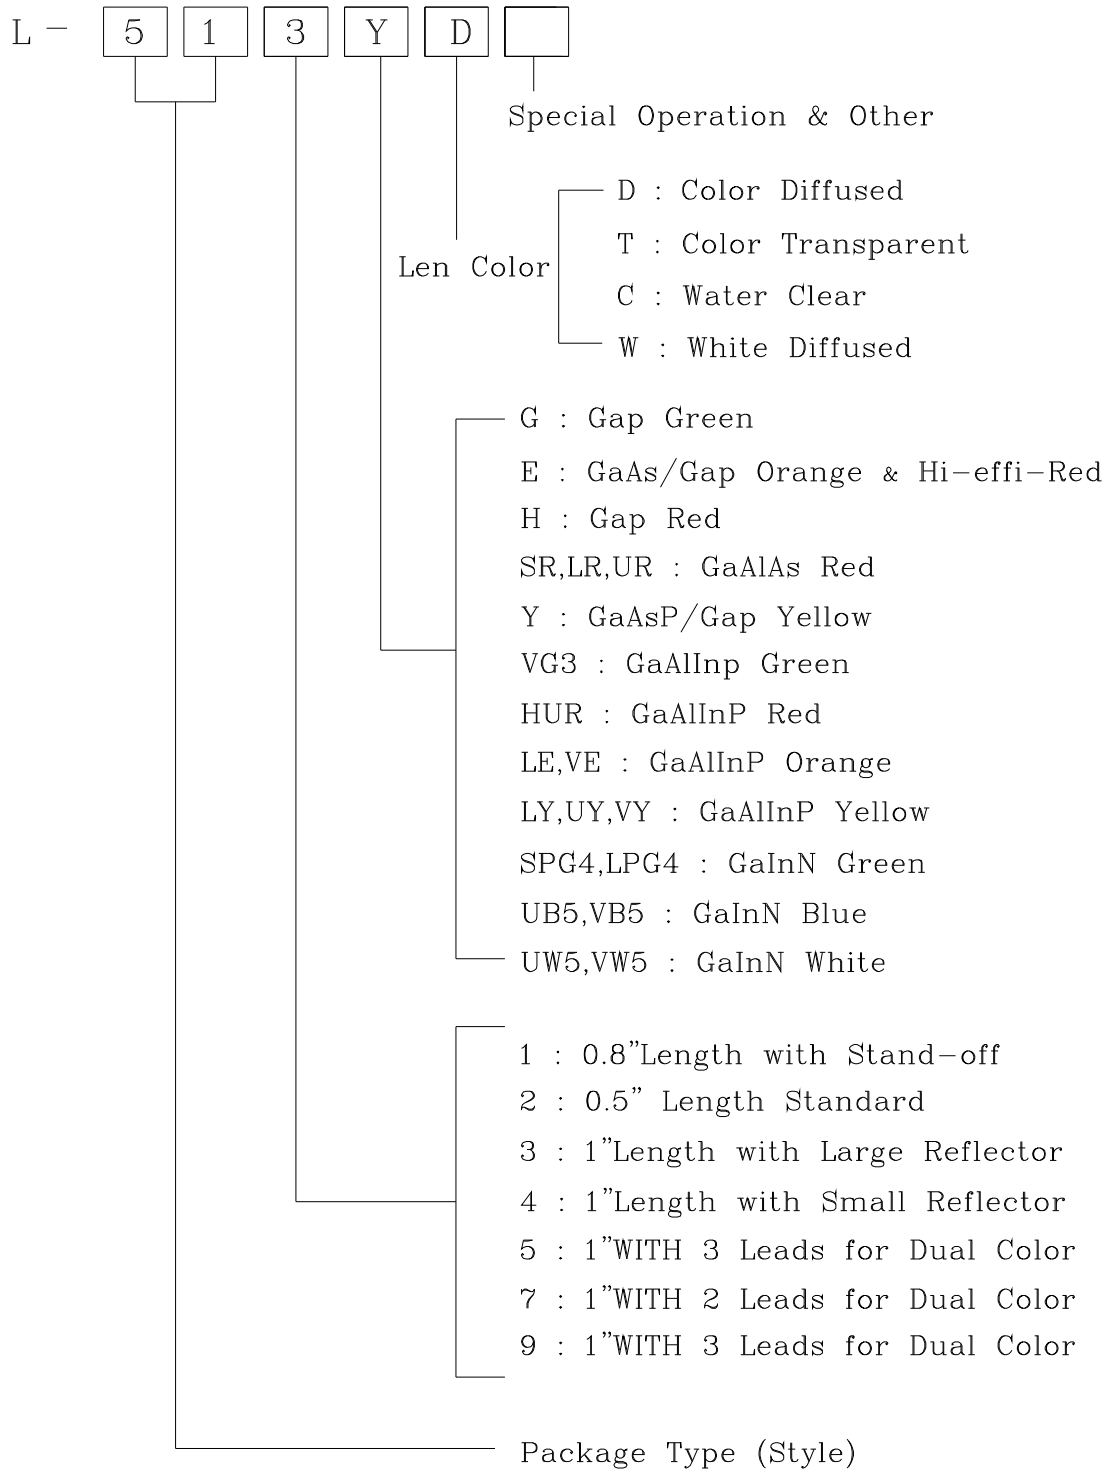 L- 5 1 3 Y D
Special Operation & Other
D : Color Diffused
T : Color Transparent
Len Color
C : Water Clear
W : White Diffused
G : Gap Green
E : GaAs/Gap Orange & Hi-effi-Red
H : Gap Red
SR,LR,UR : GaAlAs Red
Y : GaAsP/Gap Yellow
VG3 : GaAlInp Green
HUR : GaAlInP Red
LE,VE : GaAlInP Orange
LY,UY,VY : GaAlInP Yellow
SPG4,LPG4 : GaInN Green
UB5,VB5 : GaInN Blue
UW5,VW5 : GaInN White
1 : 0.8"Length with Stand-off
2 : 0.5" Length Standard
3 : 1"Length with Large Reflector
4 : 1"Length with Small Reflector
5 : 1"WITH 3 Leads for Dual Color
7 : 1"WITH 2 Leads for Dual Color
9 : 1"WITH 3 Leads for Dual Color
Package Type (Style)